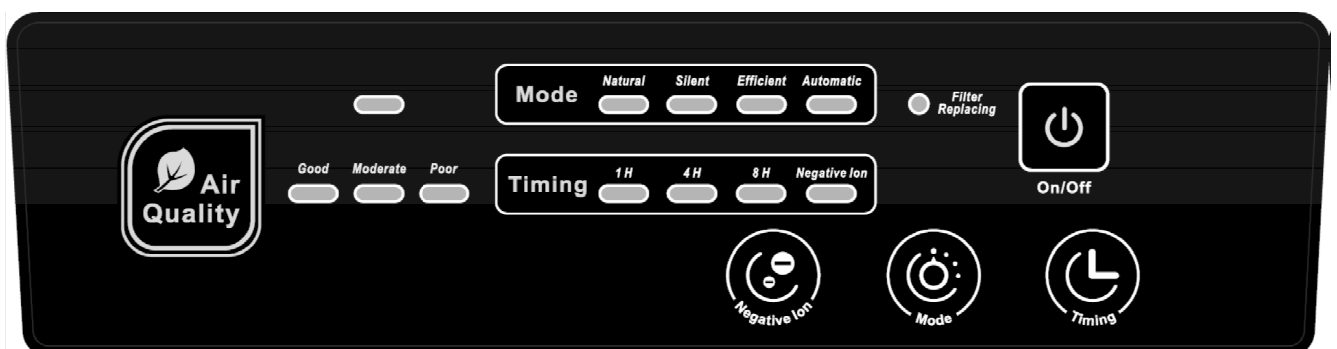 Mode Natural Silent Efficient Automatic
Filter
Replacing
Air
Quality
Good Moderate Poor
Timing 1 H 4 H 8 H Negative Ion
On/Off
Negative Ion
Mode
Timing